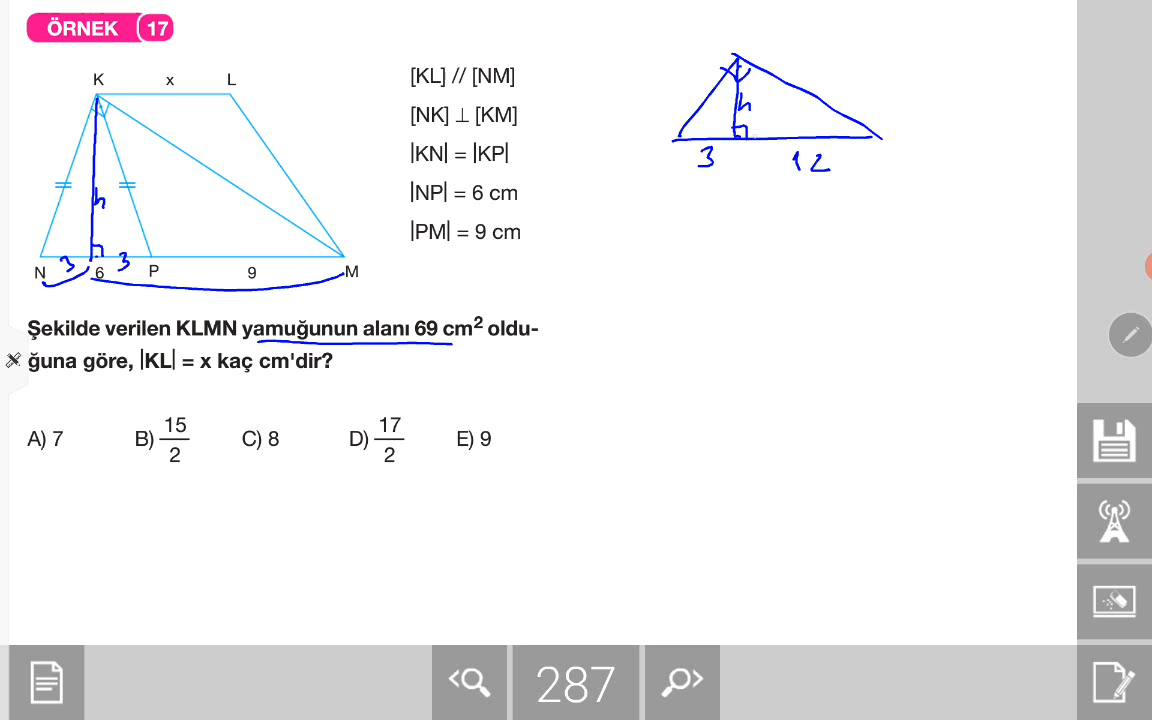 ÖRNEK 17
K x L
[KL] // [NM]
[NK] ⊥ [KM]
|KN| = |KP|
|NP| = 6 cm
|PM| = 9 cm
h
h
3 12
3 3
N 6 P 9 M
Şekilde verilen KLMN yamuğunun alanı 69 cm² oldu-
ğuna göre, |KL| = x kaç cm'dir?
A) 7 B) 15/2 C) 8 D) 17/2 E) 9
287